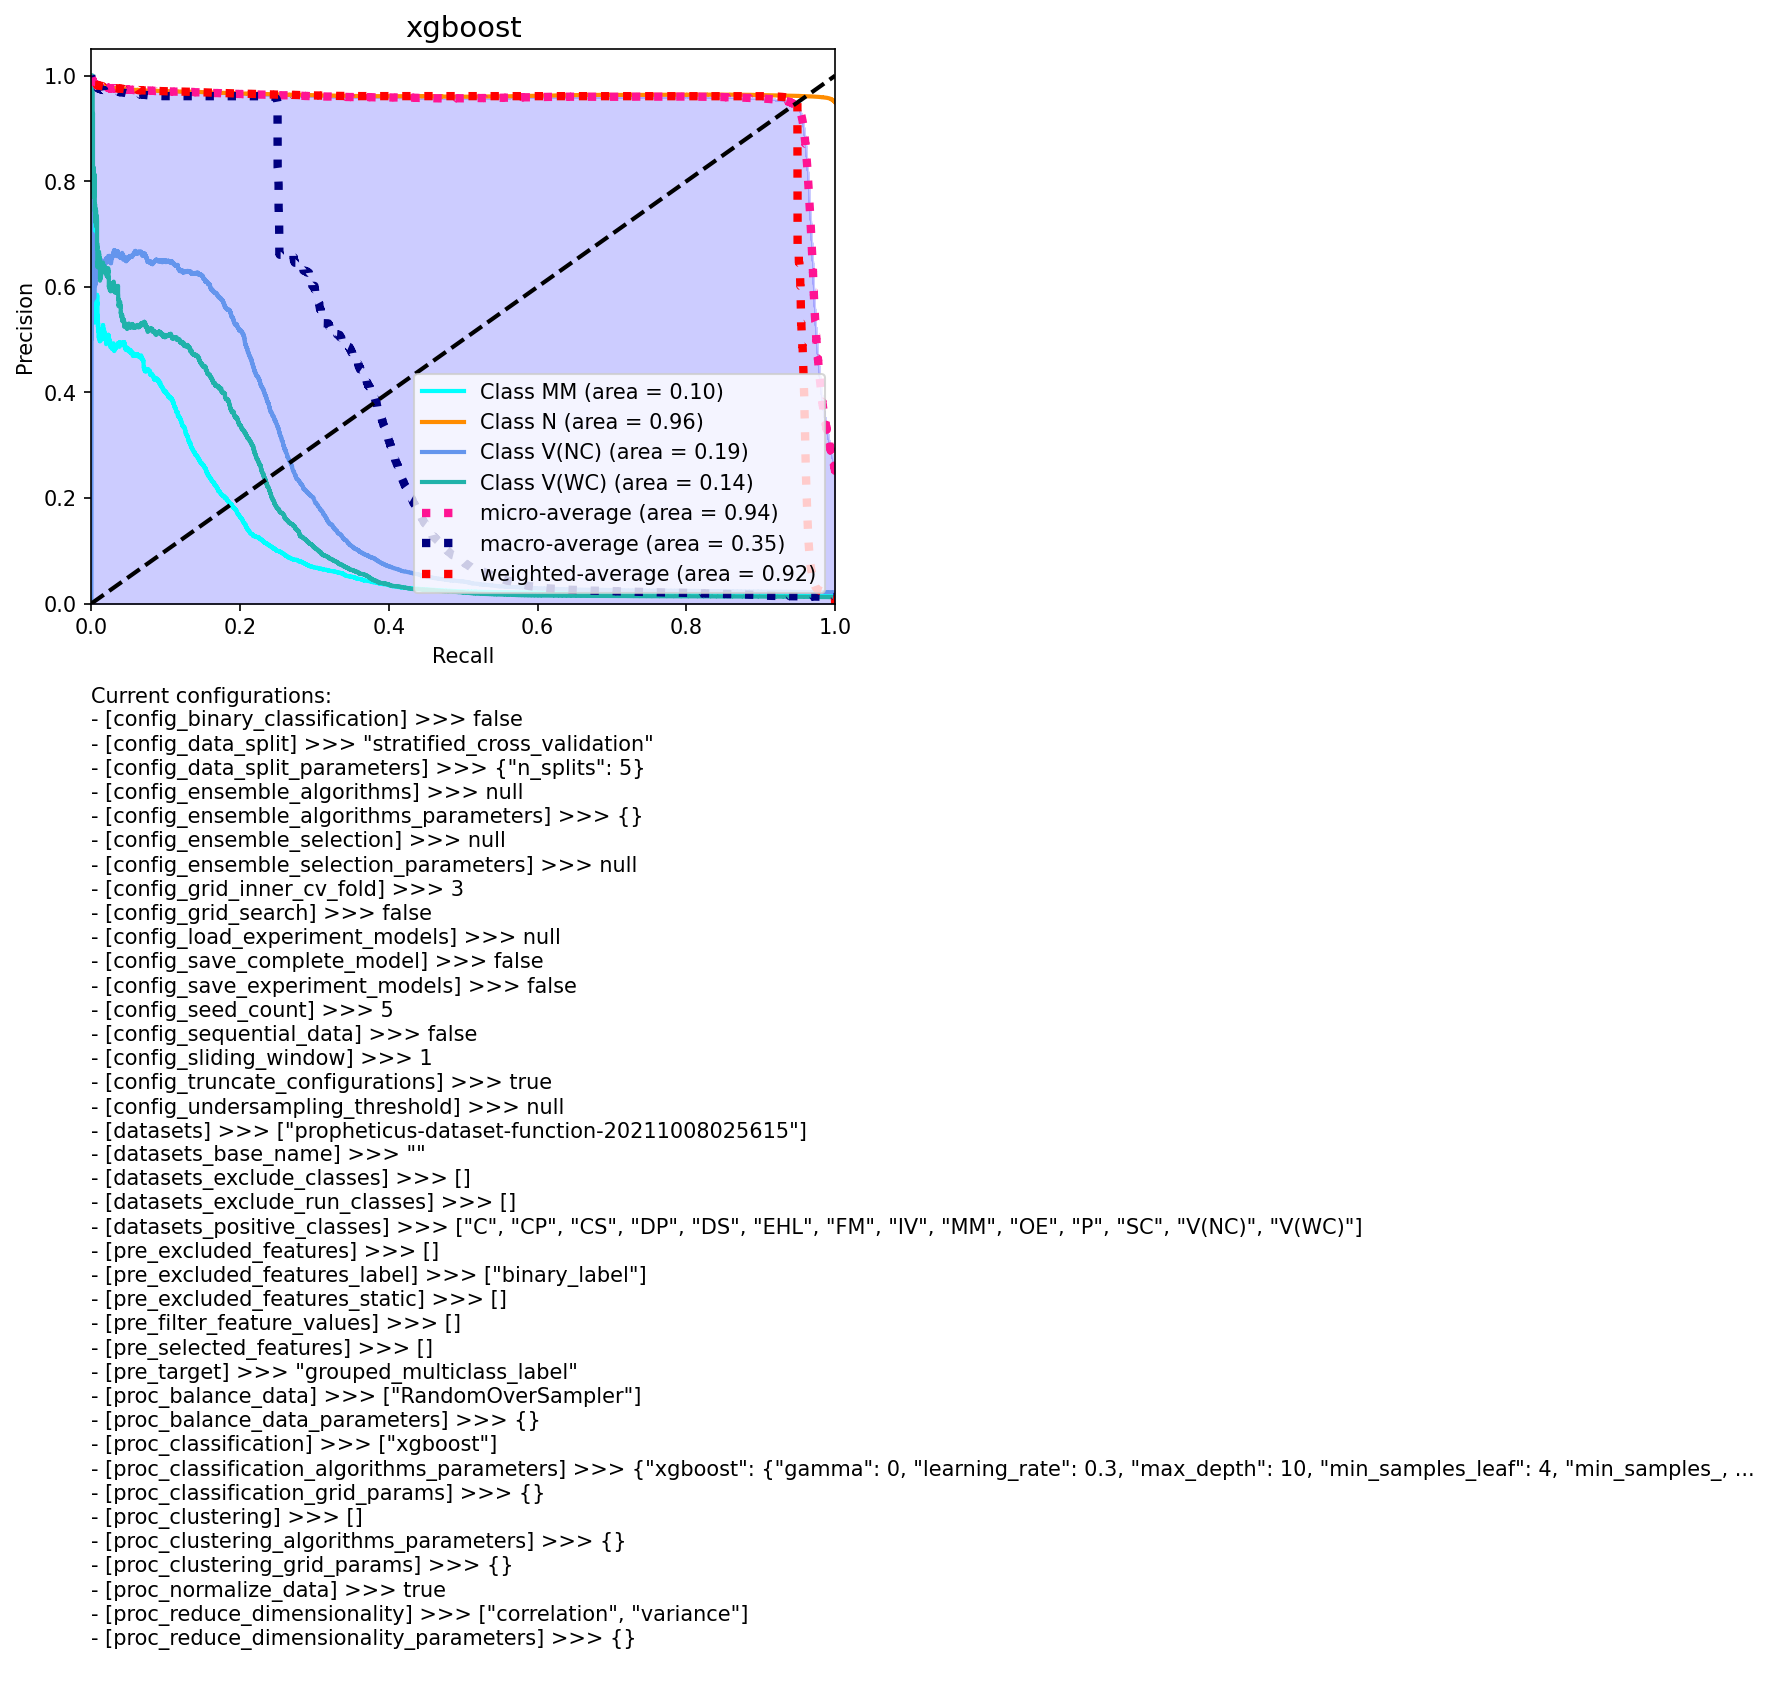 xgboost
1.0
0.8
0.6
0.4
0.2
0.0
Precision
0.0 0.2 0.4 0.6 0.8 1.0
Recall
Class MM (area = 0.10)
Class N (area = 0.96)
Class V(NC) (area = 0.19)
Class V(WC) (area = 0.14)
micro-average (area = 0.94)
macro-average (area = 0.35)
weighted-average (area = 0.92)
Current configurations:
- [config_binary_classification] >>> false
- [config_data_split] >>> "stratified_cross_validation"
- [config_data_split_parameters] >>> {"n_splits": 5}
- [config_ensemble_algorithms] >>> null
- [config_ensemble_algorithms_parameters] >>> {}
- [config_ensemble_selection] >>> null
- [config_ensemble_selection_parameters] >>> null
- [config_grid_inner_cv_fold] >>> 3
- [config_grid_search] >>> false
- [config_load_experiment_models] >>> null
- [config_save_complete_model] >>> false
- [config_save_experiment_models] >>> false
- [config_seed_count] >>> 5
- [config_sequential_data] >>> false
- [config_sliding_window] >>> 1
- [config_truncate_configurations] >>> true
- [config_undersampling_threshold] >>> null
- [datasets] >>> ["propheticus-dataset-function-20211008025615"]
- [datasets_base_name] >>> ""
- [datasets_exclude_classes] >>> []
- [datasets_exclude_run_classes] >>> []
- [datasets_positive_classes] >>> ["C", "CP", "CS", "DP", "DS", "EHL", "FM", "IV", "MM", "OE", "P", "SC", "V(NC)", "V(WC)"]
- [pre_excluded_features] >>> []
- [pre_excluded_features_label] >>> ["binary_label"]
- [pre_excluded_features_static] >>> []
- [pre_filter_feature_values] >>> []
- [pre_selected_features] >>> []
- [pre_target] >>> "grouped_multiclass_label"
- [proc_balance_data] >>> ["RandomOverSampler"]
- [proc_balance_data_parameters] >>> {}
- [proc_classification] >>> ["xgboost"]
- [proc_classification_algorithms_parameters] >>> {"xgboost": {"gamma": 0, "learning_rate": 0.3, "max_depth": 10, "min_samples_leaf": 4, "min_samples_, ...
- [proc_classification_grid_params] >>> {}
- [proc_clustering] >>> []
- [proc_clustering_algorithms_parameters] >>> {}
- [proc_clustering_grid_params] >>> {}
- [proc_normalize_data] >>> true
- [proc_reduce_dimensionality] >>> ["correlation", "variance"]
- [proc_reduce_dimensionality_parameters] >>> {}